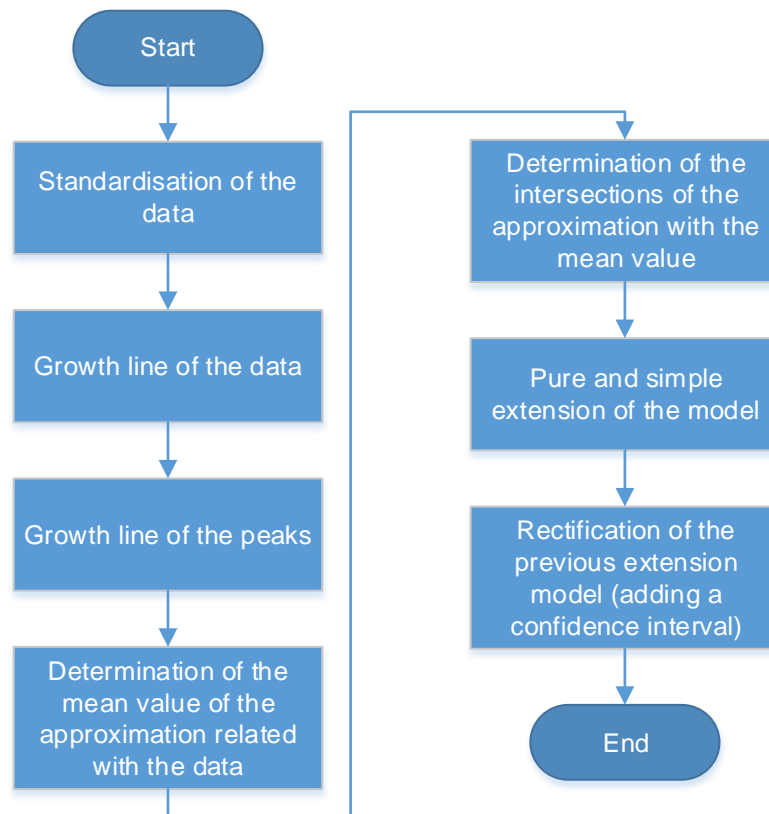 Start
Standardisation of the
data
Growth line of the data
Growth line of the peaks
Determination of the
mean value of the
approximation related
with the data
Determination of the
intersections of the
approximation with the
mean value
Pure and simple
extension of the model
Rectification of the
previous extension
model (adding a
confidence interval)
End